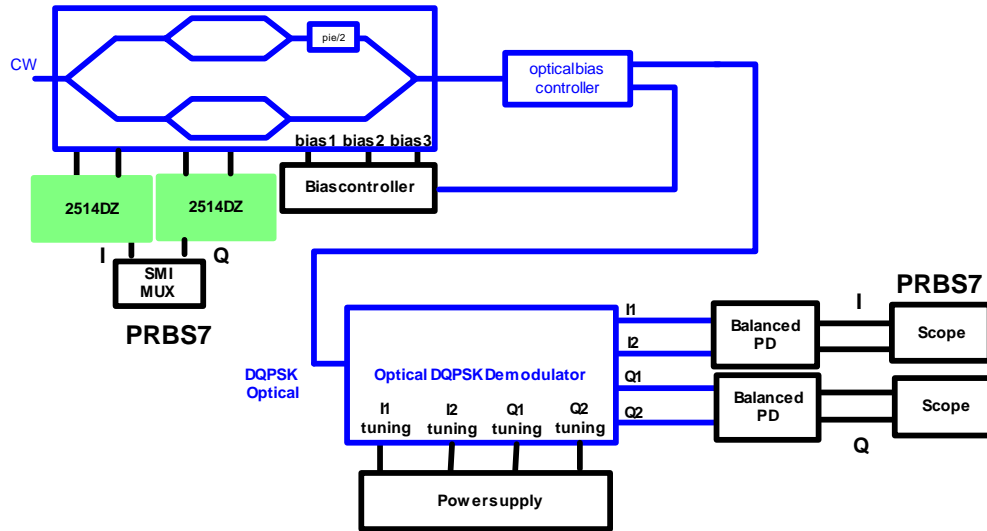 pie/2
CW
opticalbias
controller
bias1 bias2 bias3
Biascontroller
2514DZ
2514DZ
I
Q
SMI
MUX
PRBS7
PRBS7
I1
I2
Q1
Q2
Balanced
PD
I
Scope
Balanced
PD
Q
Scope
DQPSK
Optical
Optical DQPSK Demodulator
I1 I2 Q1 Q2
tuning tuning tuning tuning
Powersupply